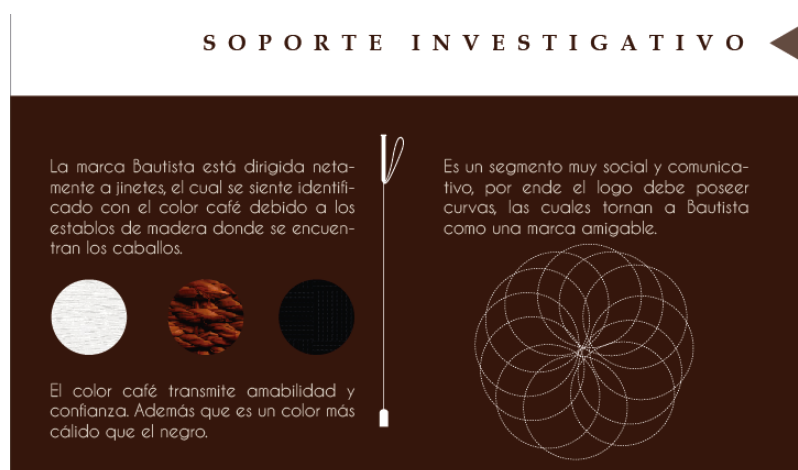 SOPORTE INVESTIGATIVO
La marca Bautista está dirigida neta-
mente a jinetes, el cual se siente identifi-
cado con el color café debido a los
establos de madera donde se encuen-
tran los caballos.
El color café transmite amabilidad y
confianza. Además que es un color más
cálido que el negro.
Es un segmento muy social y comunica-
tivo, por ende el logo debe poseer
curvas, las cuales tornan a Bautista
como una marca amigable.